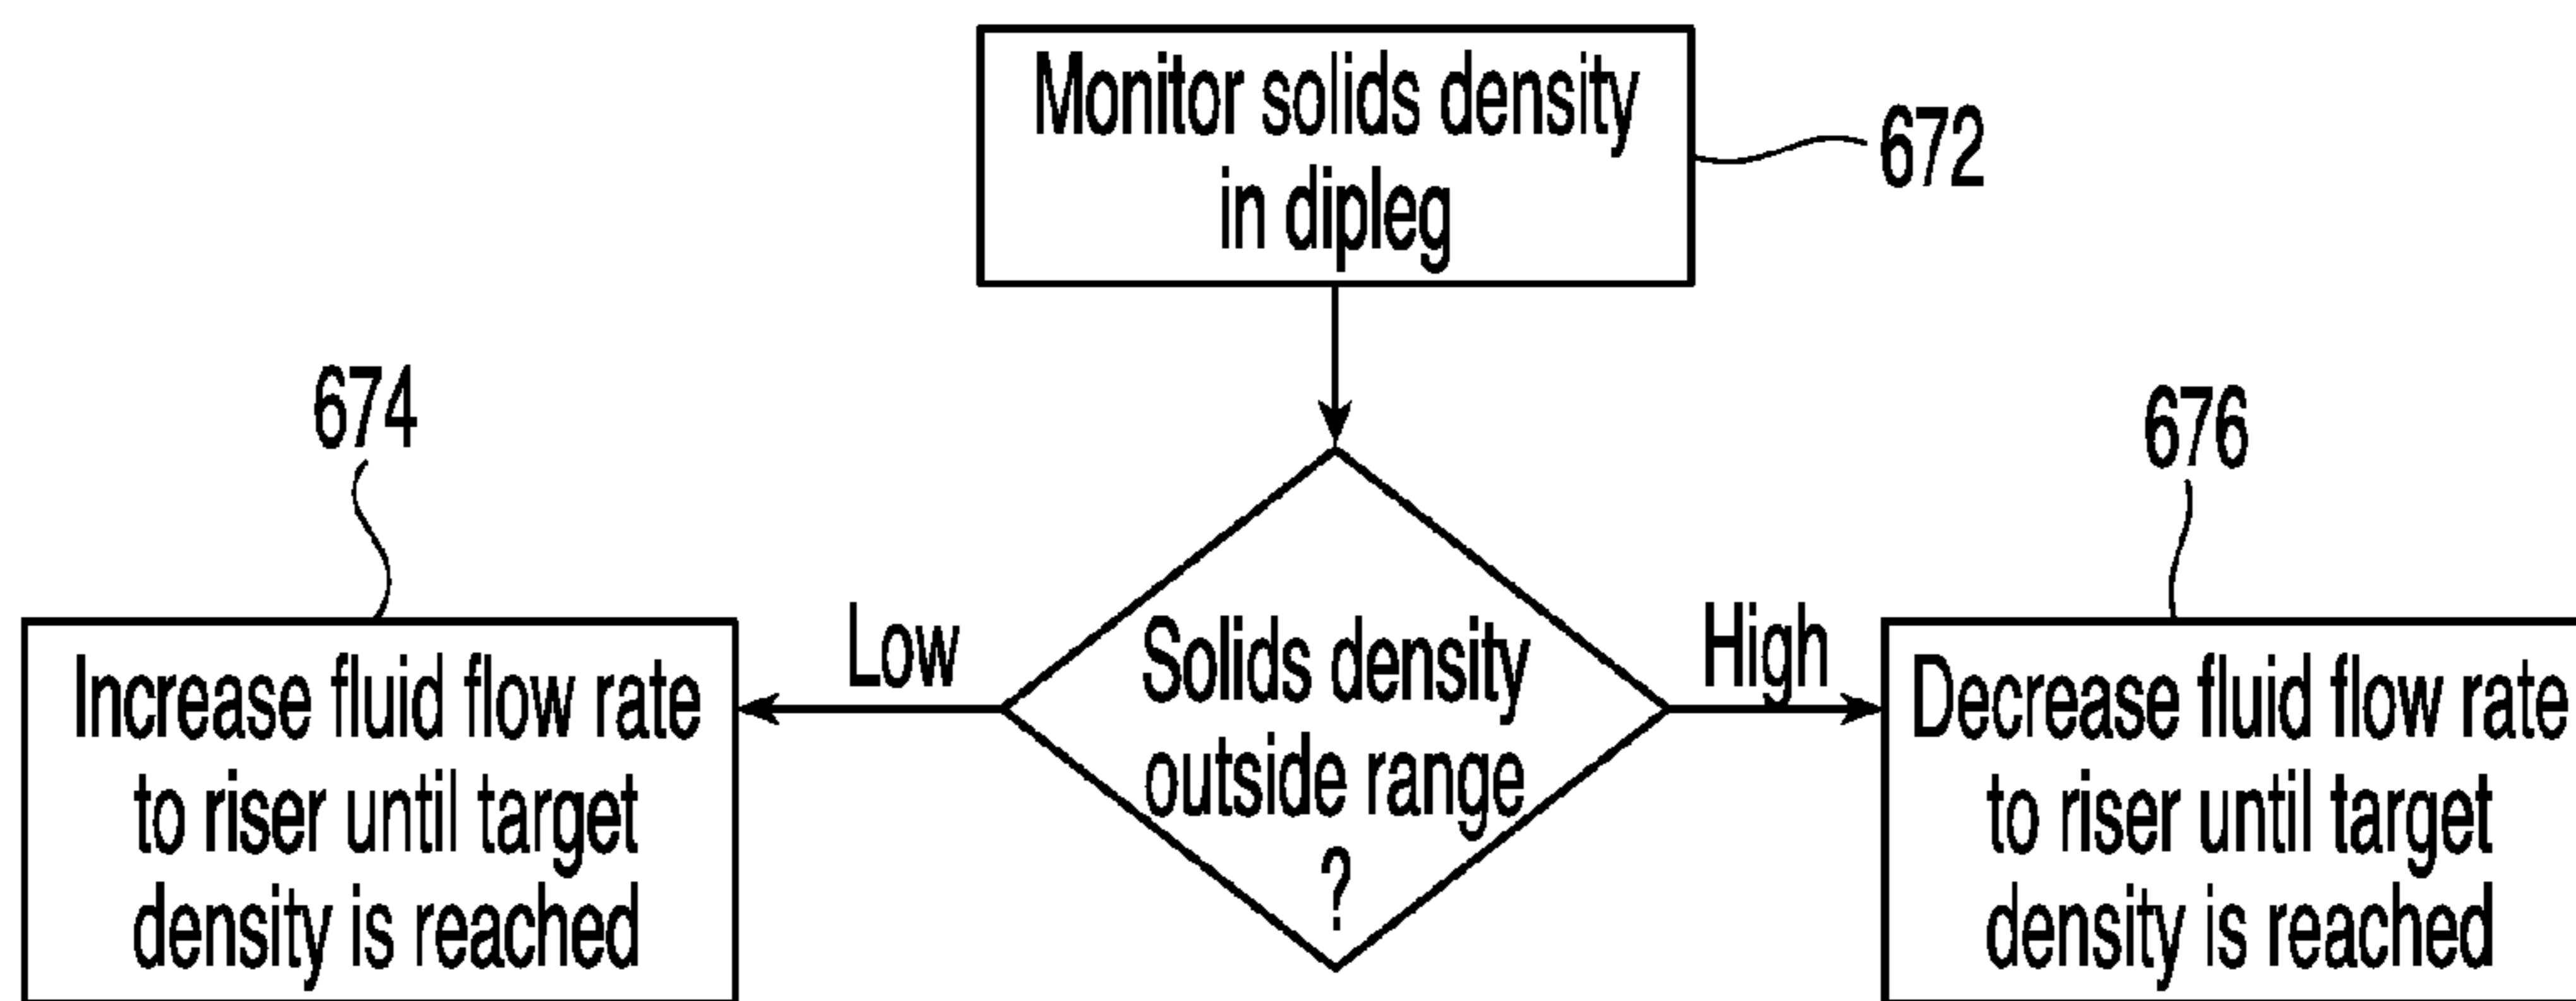 Monitor solids density
in dipleg
672
674
676
Low
High
Increase fluid flow rate
to riser until target
density is reached
Solids density
outside range
?
Decrease fluid flow rate
to riser until target
density is reached